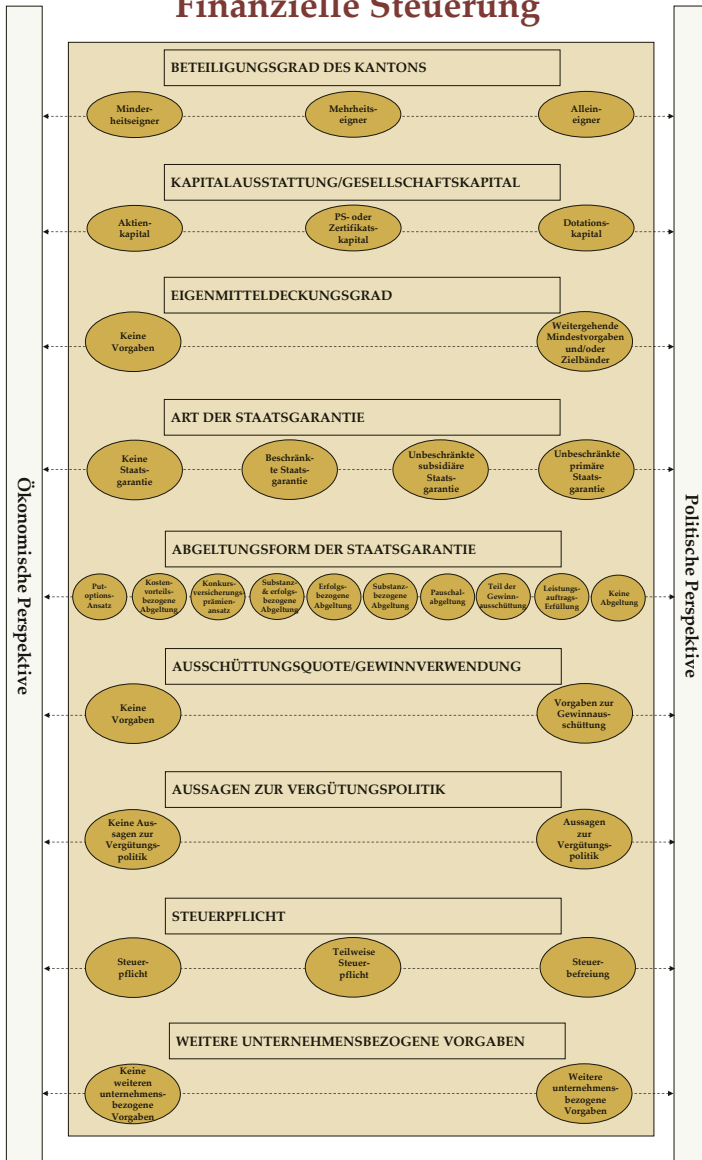 Finanzielle Steuerung
Ökonomische Perspektive
Politische Perspektive
BETEILIGUNGSGRAD DES KANTONS
Minder-
heitseigner
Mehrheits-
eigner
Allein-
eigner
KAPITALAUSSTATTUNG/GESELLSCHAFTSKAPITAL
Aktien-
kapital
PS- oder
Zertifikats-
kapital
Dotations-
kapital
EIGENMITTELDECKUNGSGRAD
Keine
Vorgaben
Weitergehende
Mindestvorgaben
und/oder
Zielbänder
ART DER STAATSGARANTIE
Keine
Staats-
garantie
Beschränk-
te Staats-
garantie
Unbeschränkte
subsidiäre
Staats-
garantie
Unbeschränkte
primäre
Staats-
garantie
ABGELTUNGSFORM DER STAATSGARANTIE
Put-
options-
Ansatz
Kosten-
vorteils-
bezogene
Abgeltung
Konkurs-
versicherungs-
prämien-
ansatz
Substanz-
& erfolgs-
bezogene
Abgeltung
Erfolgs-
bezogene
Abgeltung
Substanz-
bezogene
Abgeltung
Pauschal-
abgeltung
Teil der
Gewinn-
ausschüttung
Leistungs-
auftrags-
Erfüllung
Keine
Abgeltung
AUSSCHÜTTUNGSQUOTE/GEWINNVERWENDUNG
Keine
Vorgaben
Vorgaben zur
Gewinnaus-
schüttung
AUSSAGEN ZUR VERGÜTUNGSPOLITIK
Keine Aus-
sagen zur
Vergütungs-
politik
Aussagen
zur
Vergütungs-
politik
STEUERPFLICHT
Steuer-
pflicht
Teilweise
Steuer-
pflicht
Steuer-
befreiung
WEITERE UNTERNEHMENSBEZOGENE VORGABEN
Keine
weiteren
unternehmens-
bezogene
Vorgaben
Weitere
unternehmens-
bezogene
Vorgaben